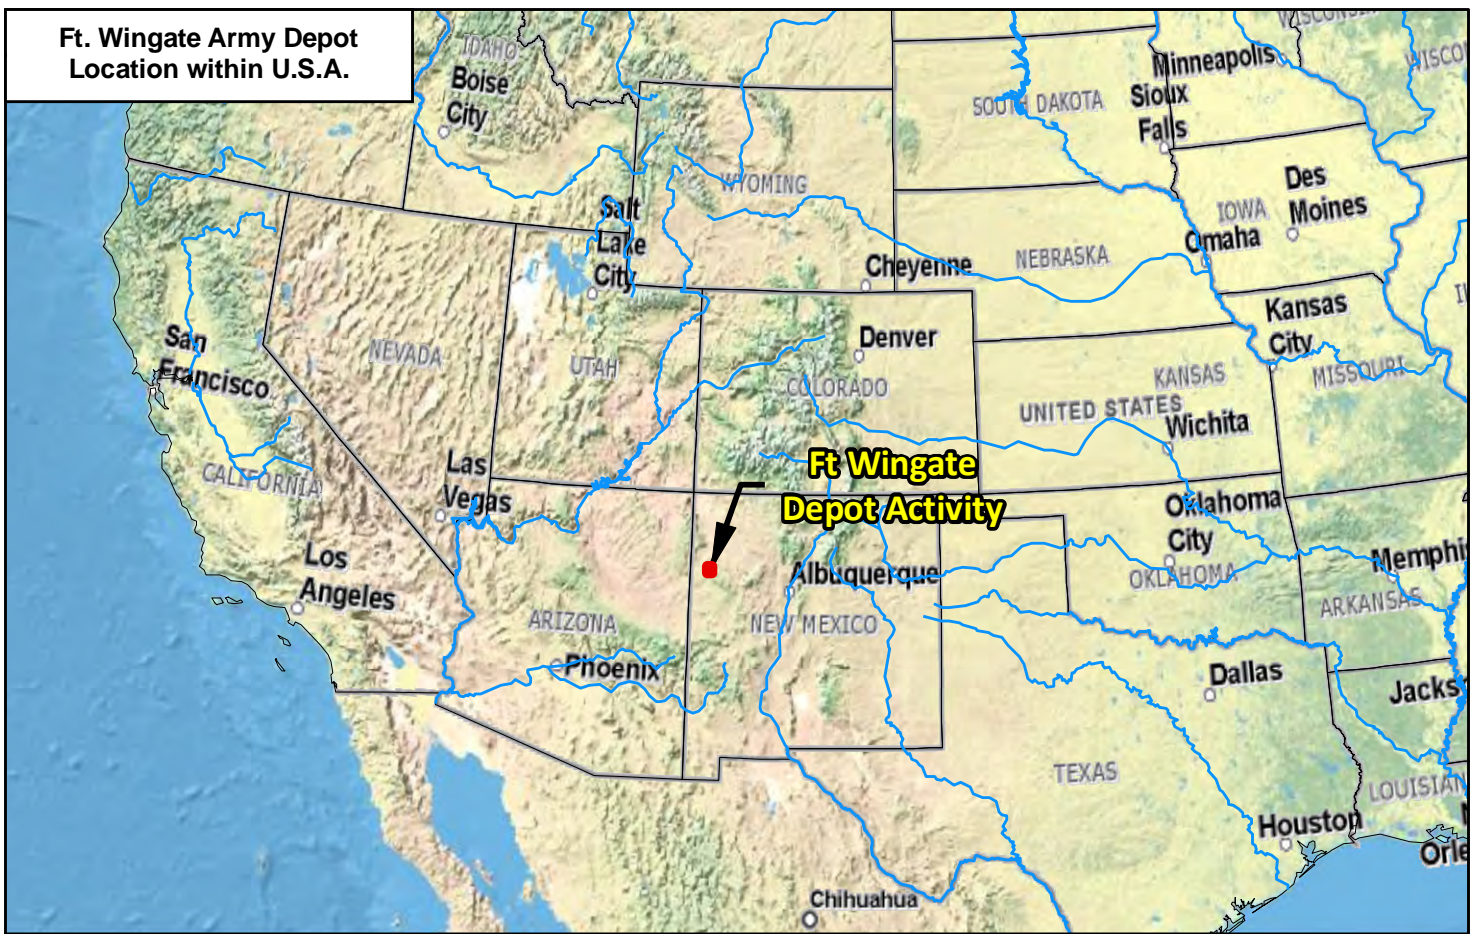 Ft. Wingate Army Depot
Location within U.S.A.
IDAHO
Boise
City
WISCONSIN
WISCO
Minneapolis
SOUTH DAKOTA
Sioux
Falls
WYOMING
Des
Moines
IOWA
Salt
Lake
City
Omaha
Cheyenne
NEBRASKA
Kansas
City
San
Francisco
NEVADA
UTAH
Denver
COLORADO
KANSAS
MISSOURI
UNITED STATES
Wichita
Las
Vegas
CALIFORNIA
Ft Wingate
Depot Activity
Oklahoma
City
OKLAHOMA
Los
Angeles
Albuquerque
Memphi
ARKANSAS
ARIZONA
NEW MEXICO
Phoenix
Dallas
Jacks
TEXAS
LOUISIAN
Houston
Orle
Chihuahua